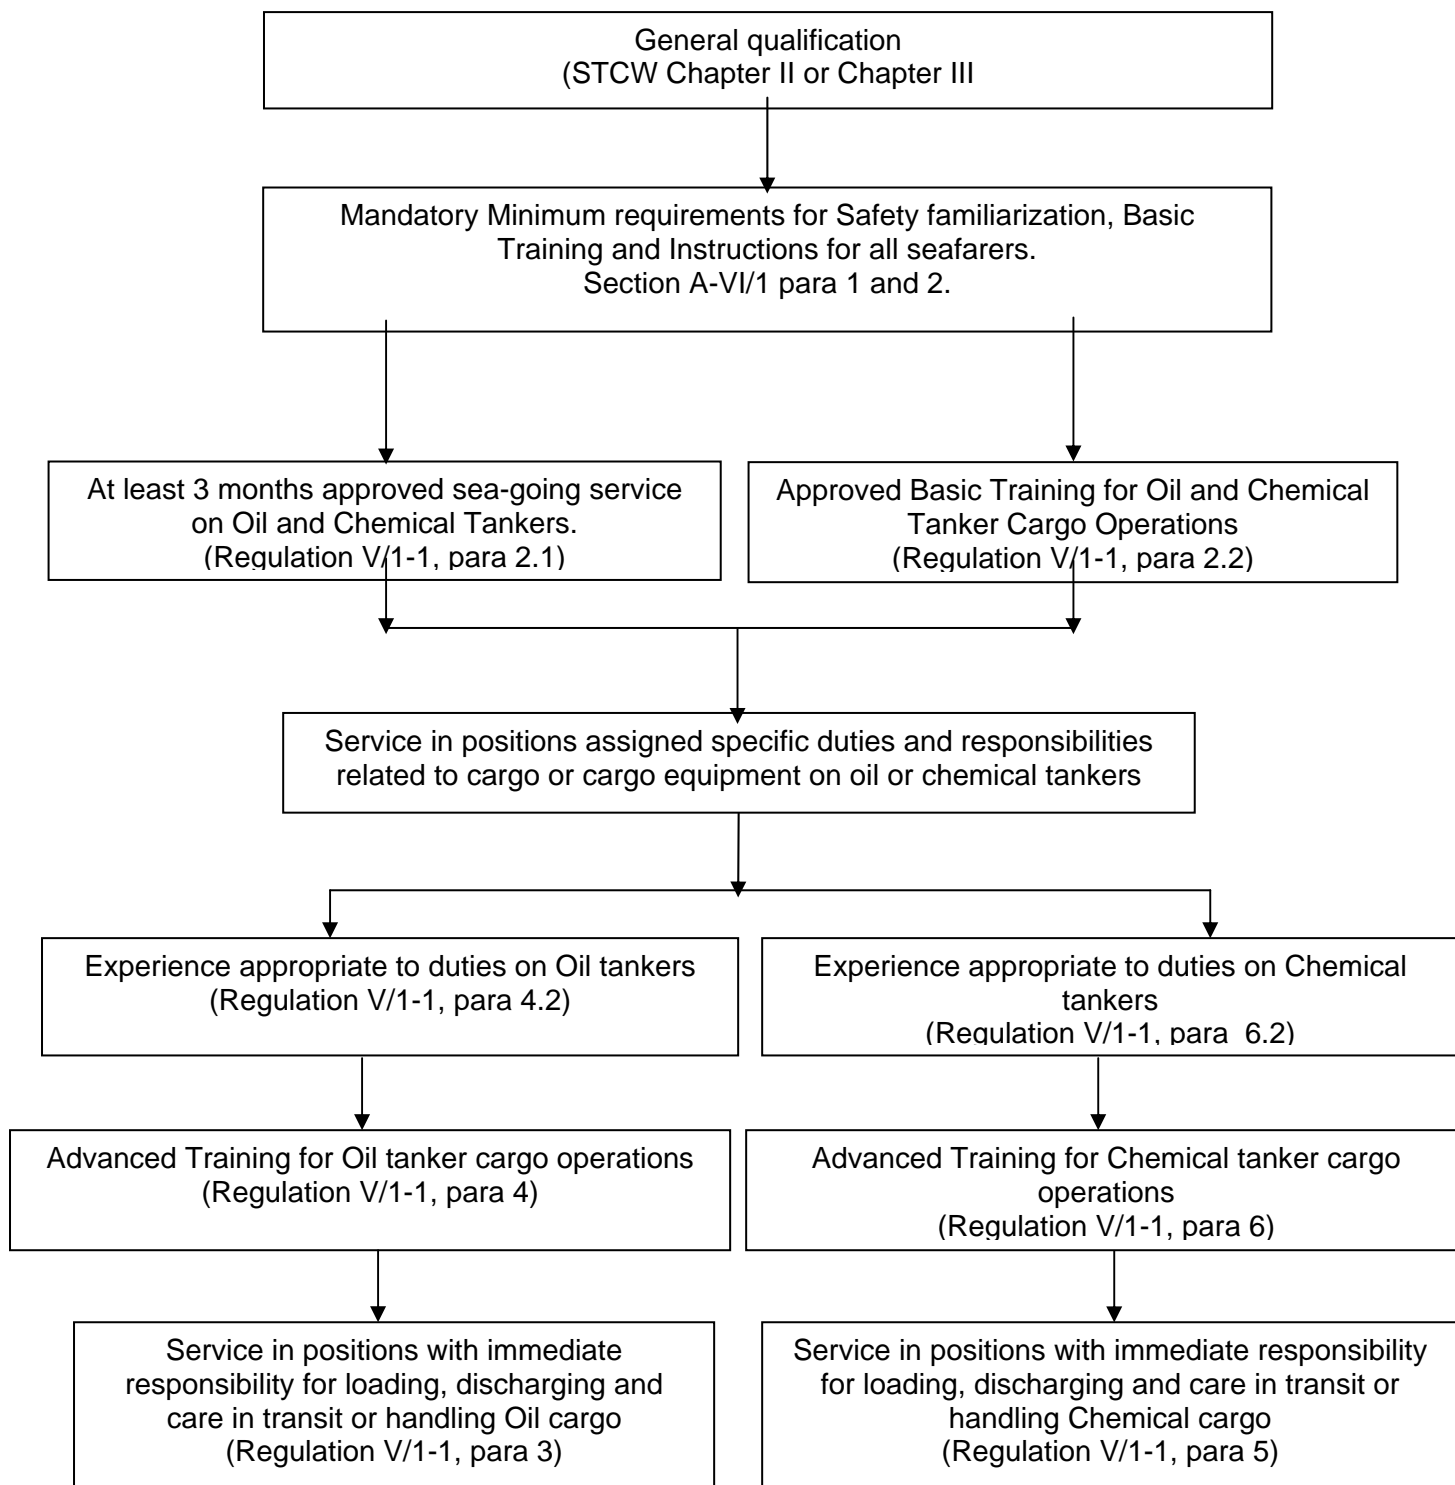 General qualification
(STCW Chapter II or Chapter III
Mandatory Minimum requirements for Safety familiarization, Basic
Training and Instructions for all seafarers.
Section A-VI/1 para 1 and 2.
At least 3 months approved sea-going service
on Oil and Chemical Tankers.
(Regulation V/1-1, para 2.1)
Approved Basic Training for Oil and Chemical
Tanker Cargo Operations
(Regulation V/1-1, para 2.2)
Service in positions assigned specific duties and responsibilities
related to cargo or cargo equipment on oil or chemical tankers
Experience appropriate to duties on Oil tankers
(Regulation V/1-1, para 4.2)
Experience appropriate to duties on Chemical
tankers
(Regulation V/1-1, para  6.2)
Advanced Training for Oil tanker cargo operations
(Regulation V/1-1, para 4)
Advanced Training for Chemical tanker cargo
operations
(Regulation V/1-1, para 6)
Service in positions with immediate
responsibility for loading, discharging and
care in transit or handling Oil cargo
(Regulation V/1-1, para 3)
Service in positions with immediate responsibility
for loading, discharging and care in transit or
handling Chemical cargo
(Regulation V/1-1, para 5)